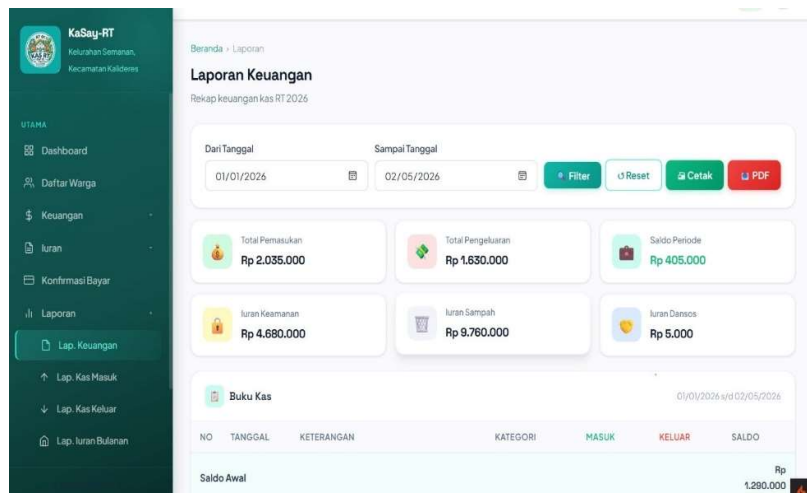 KaSay-RT
Kelurahan Semanan,
Kecamatan Kalideres
UTAMA
Dashboard
Daftar Warga
Keuangan
Iuran
Konfirmasi Bayar
Laporan
Lap. Keuangan
Lap. Kas Masuk
Lap. Kas Keluar
Lap. Iuran Bulanan
Beranda › Laporan
Laporan Keuangan
Rekap keuangan kas RT 2026
Dari Tanggal
Sampai Tanggal
01/01/2026
02/05/2026
Filter
Reset
Cetak
PDF
Total Pemasukan
Rp 2.035.000
Total Pengeluaran
Rp 1.630.000
Saldo Periode
Rp 405.000
Iuran Keamanan
Rp 4.680.000
Iuran Sampah
Rp 9.760.000
Iuran Dansos
Rp 5.000
Buku Kas
01/01/2026 s/d 02/05/2026
NO TANGGAL KETERANGAN KATEGORI MASUK KELUAR SALDO
Saldo Awal
Rp
1.290.000